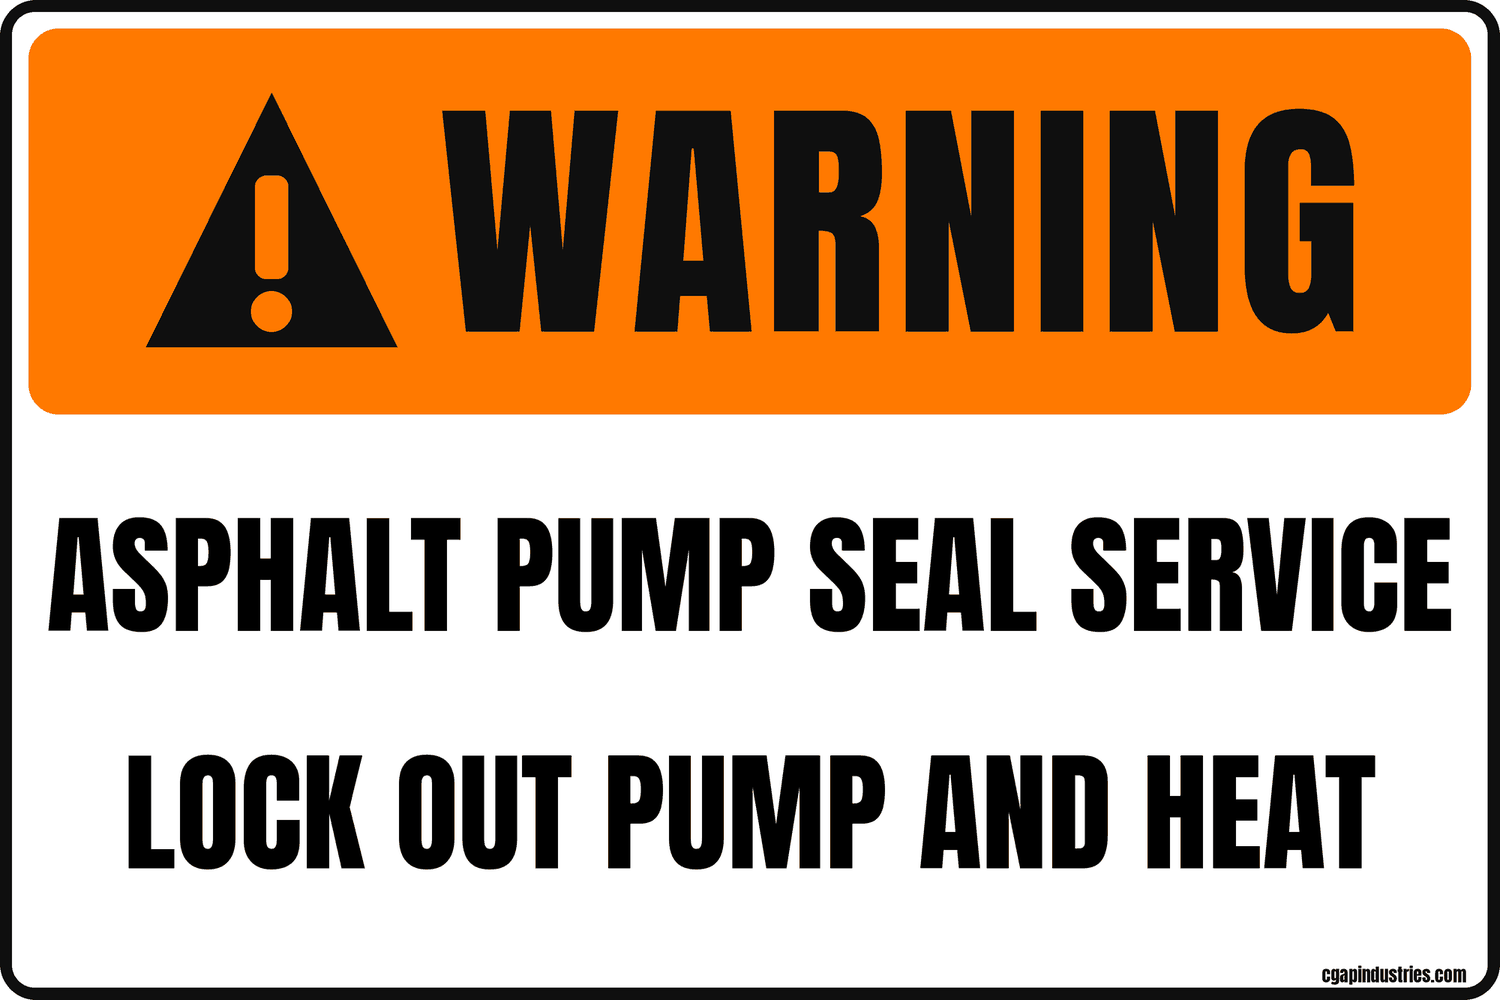 WARNING
ASPHALT PUMP SEAL SERVICE
LOCK OUT PUMP AND HEAT
cgapindustries.com